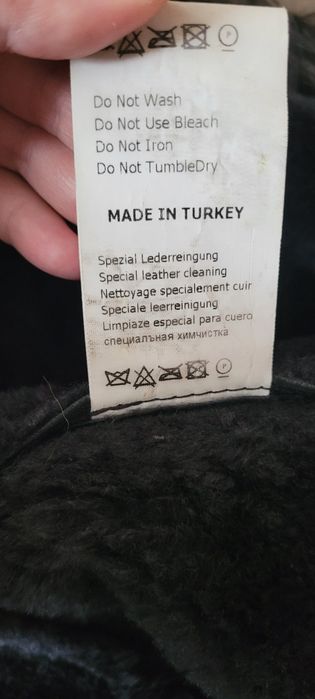 P
Do Not Wash
Do Not Use Bleach
Do Not Iron
Do Not TumbleDry
MADE IN TURKEY
Spezial Lederreingung
Special leather cleaning
Nettoyage specialement cuir
Speciale leerreinigung
Limpiaze especial para cuero
специалъная химчистка
P